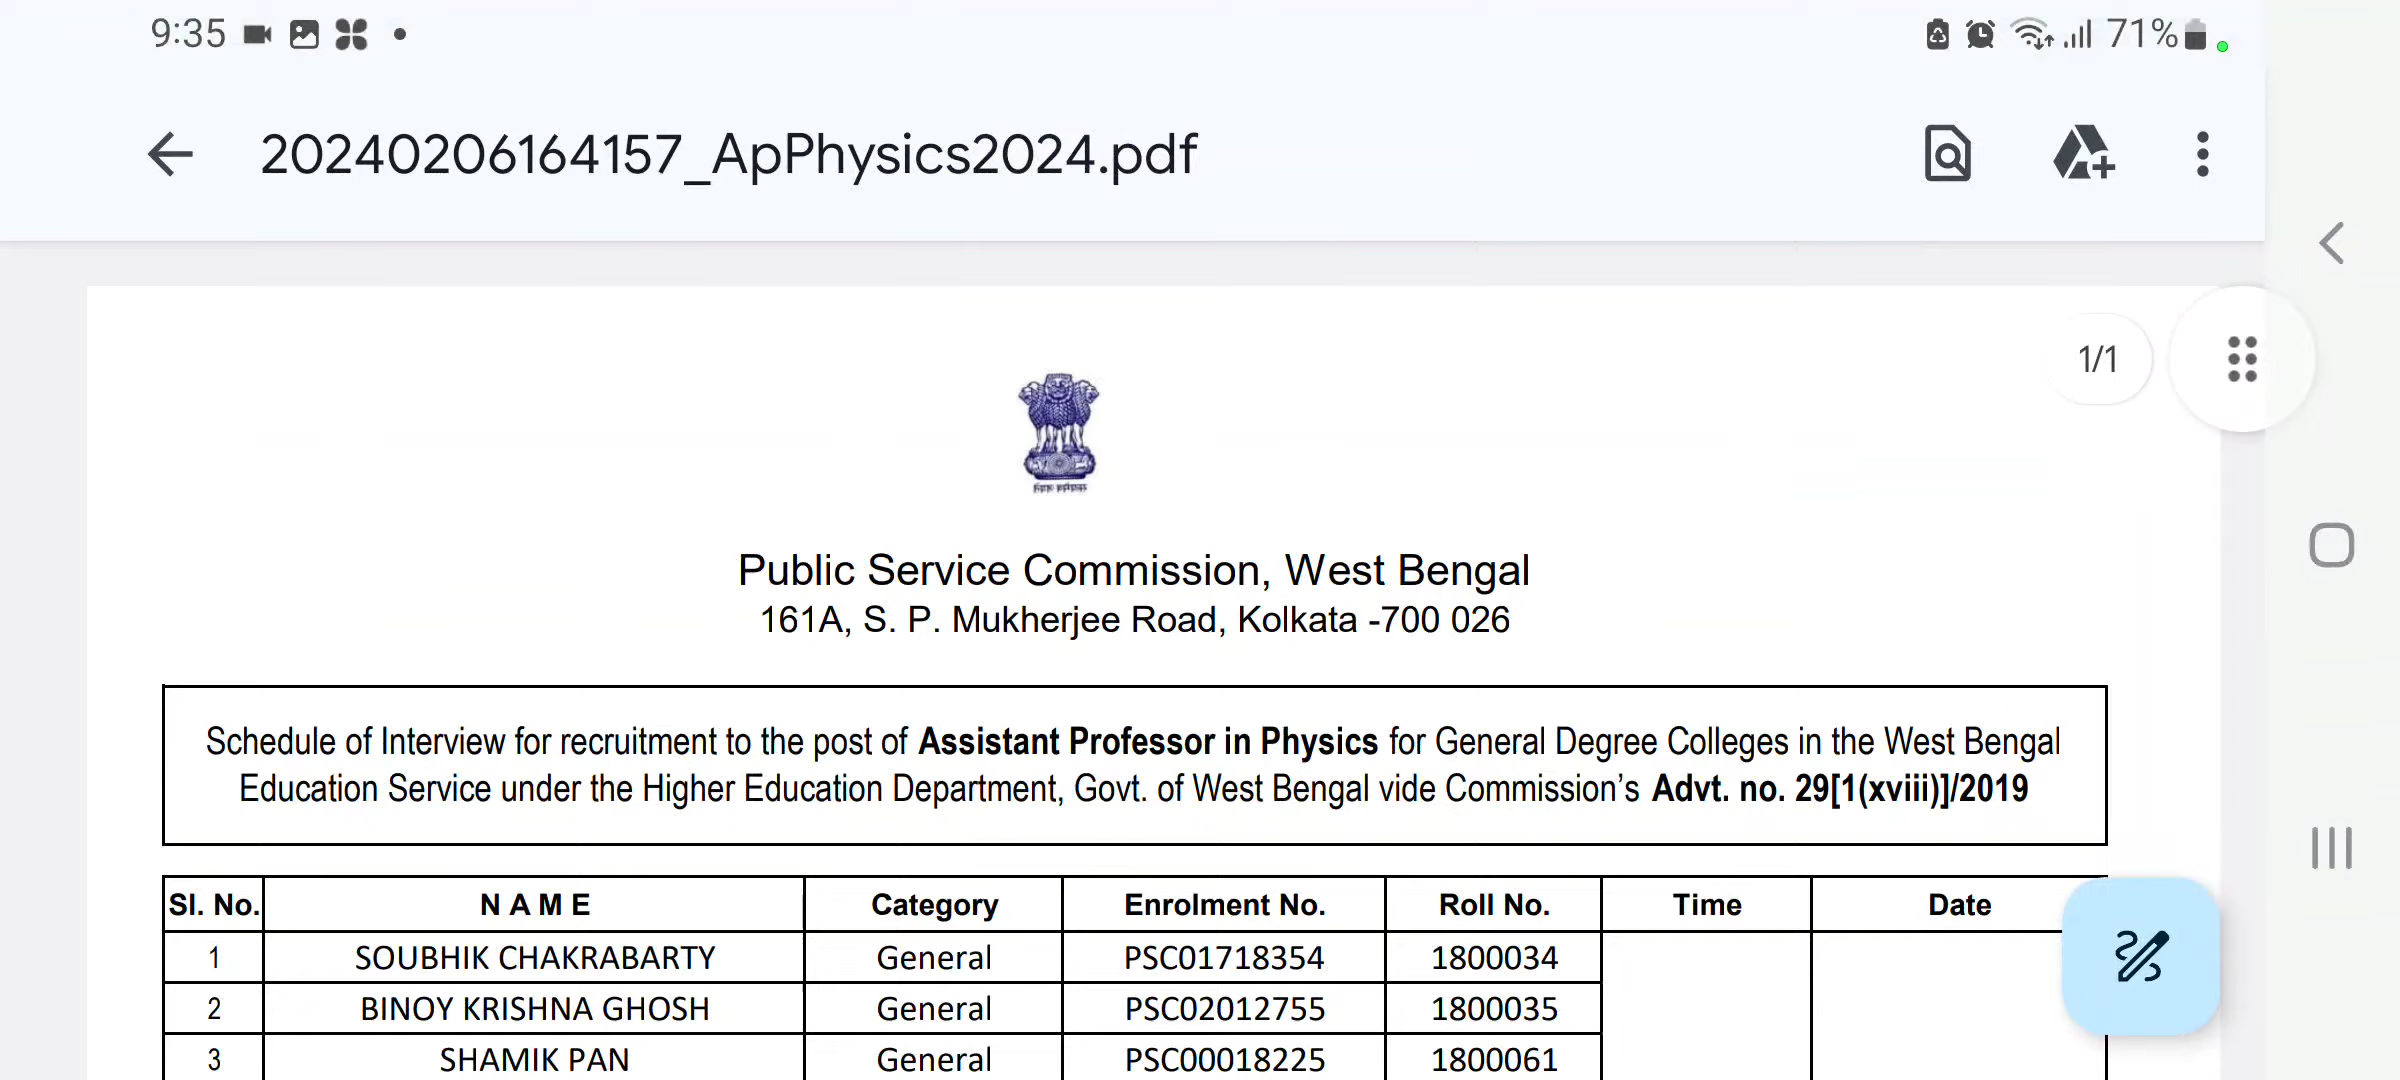 9:35
71%
20240206164157_ApPhysics2024.pdf
1/1
Public Service Commission, West Bengal
161A, S. P. Mukherjee Road, Kolkata -700 026
Schedule of Interview for recruitment to the post of Assistant Professor in Physics for General Degree Colleges in the West Bengal
Education Service under the Higher Education Department, Govt. of West Bengal vide Commission’s Advt. no. 29[1(xviii)]/2019
Sl. No. N A M E Category Enrolment No. Roll No. Time Date
1 SOUBHIK CHAKRABARTY General PSC01718354 1800034
2 BINOY KRISHNA GHOSH General PSC02012755 1800035
3 SHAMIK PAN General PSC00018225 1800061